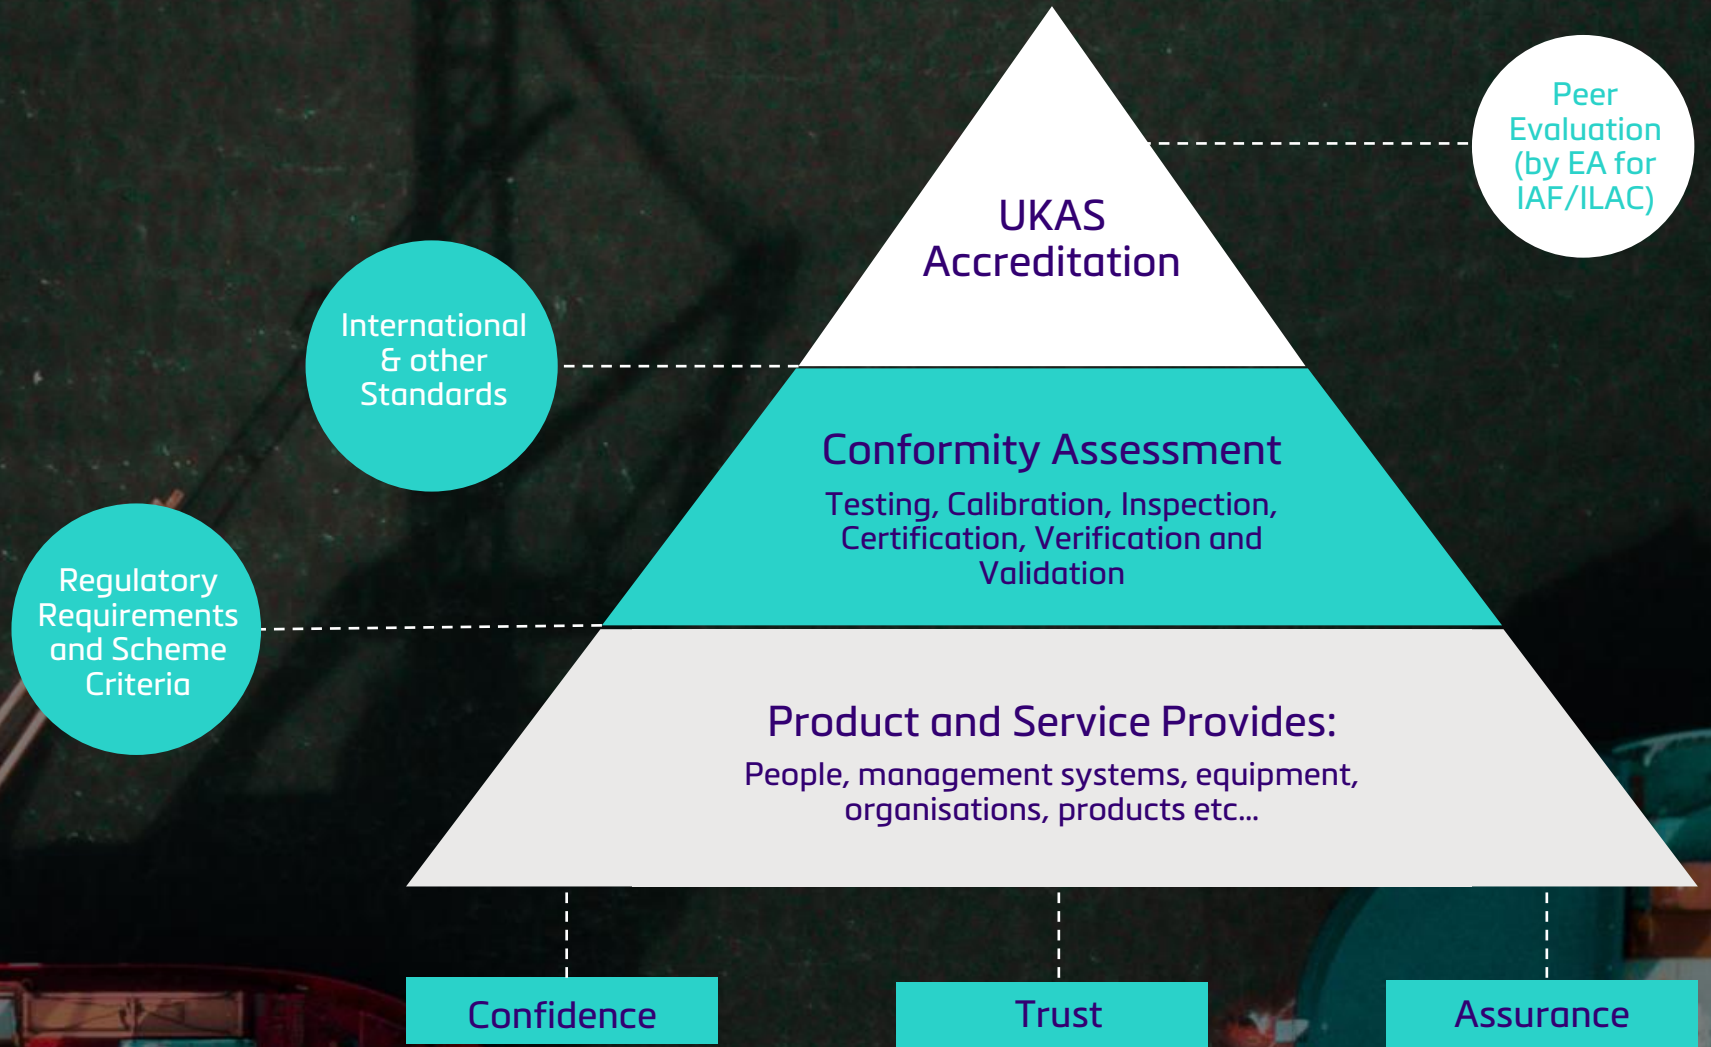 Peer
Evaluation
(by EA for
IAF/ILAC)
UKAS
Accreditation
International
& other
Standards
Conformity Assessment
Testing, Calibration, Inspection,
Certification, Verification and
Validation
Regulatory
Requirements
and Scheme
Criteria
Product and Service Provides:
People, management systems, equipment,
organisations, products etc...
Confidence
Trust
Assurance